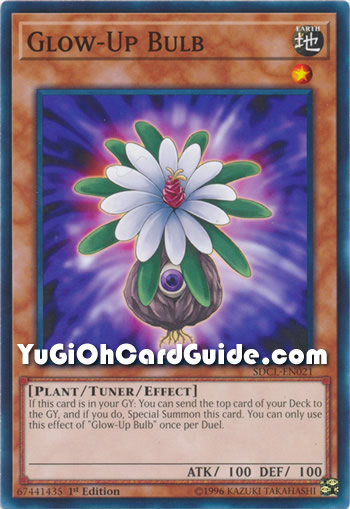 Glow-Up Bulb
EARTH
地
YuGiOhCardGuide.com
SDCL-EN021
[Plant/Tuner/Effect]
If this card is in your GY: You can send the top card of your Deck to
the GY, and if you do, Special Summon this card. You can only use
this effect of "Glow-Up Bulb" once per Duel.
ATK/ 100 DEF/ 100
67441435 1st Edition ©1996 KAZUKI TAKAHASHI